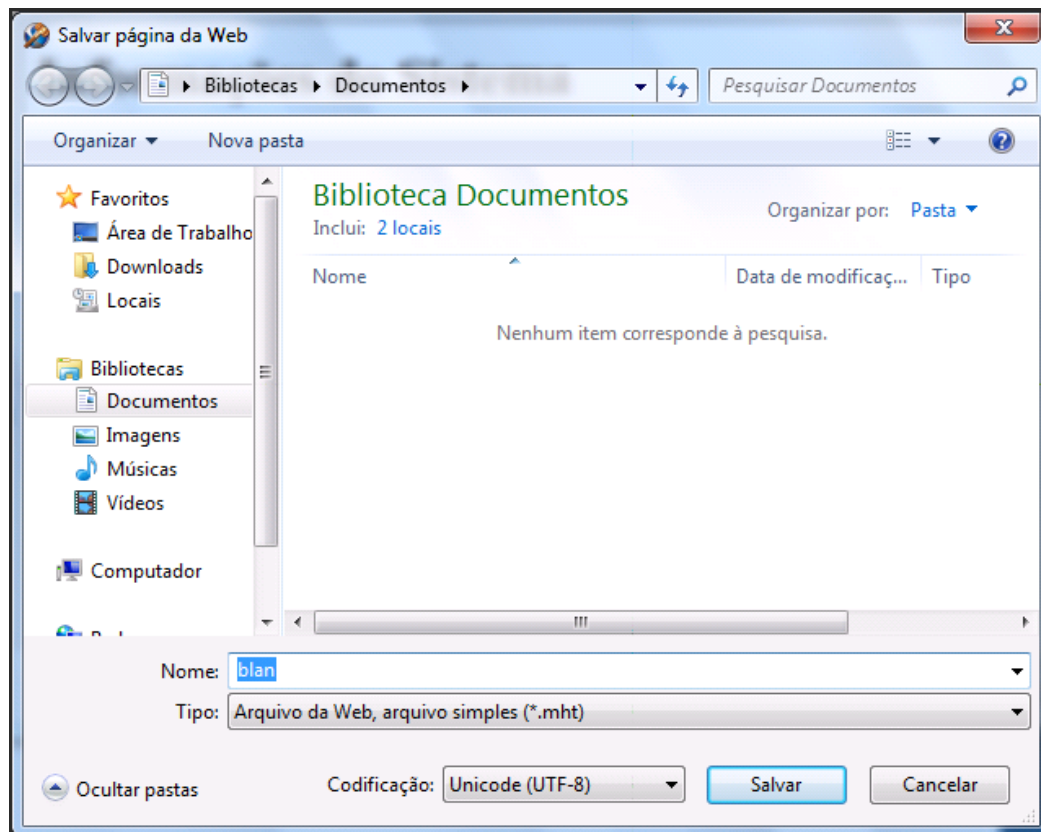 Salvar página da Web
Bibliotecas Documentos
Pesquisar Documentos
Organizar Nova pasta
Favoritos
Área de Trabalho
Downloads
Locais
Bibliotecas
Documentos
Imagens
Músicas
Vídeos
Computador
Biblioteca Documentos
Inclui: 2 locais
Organizar por: Pasta
Nome Data de modificaç... Tipo
Nenhum item corresponde à pesquisa.
Nome: blan
Tipo: Arquivo da Web, arquivo simples (*.mht)
Ocultar pastas
Codificação: Unicode (UTF-8)
Salvar
Cancelar